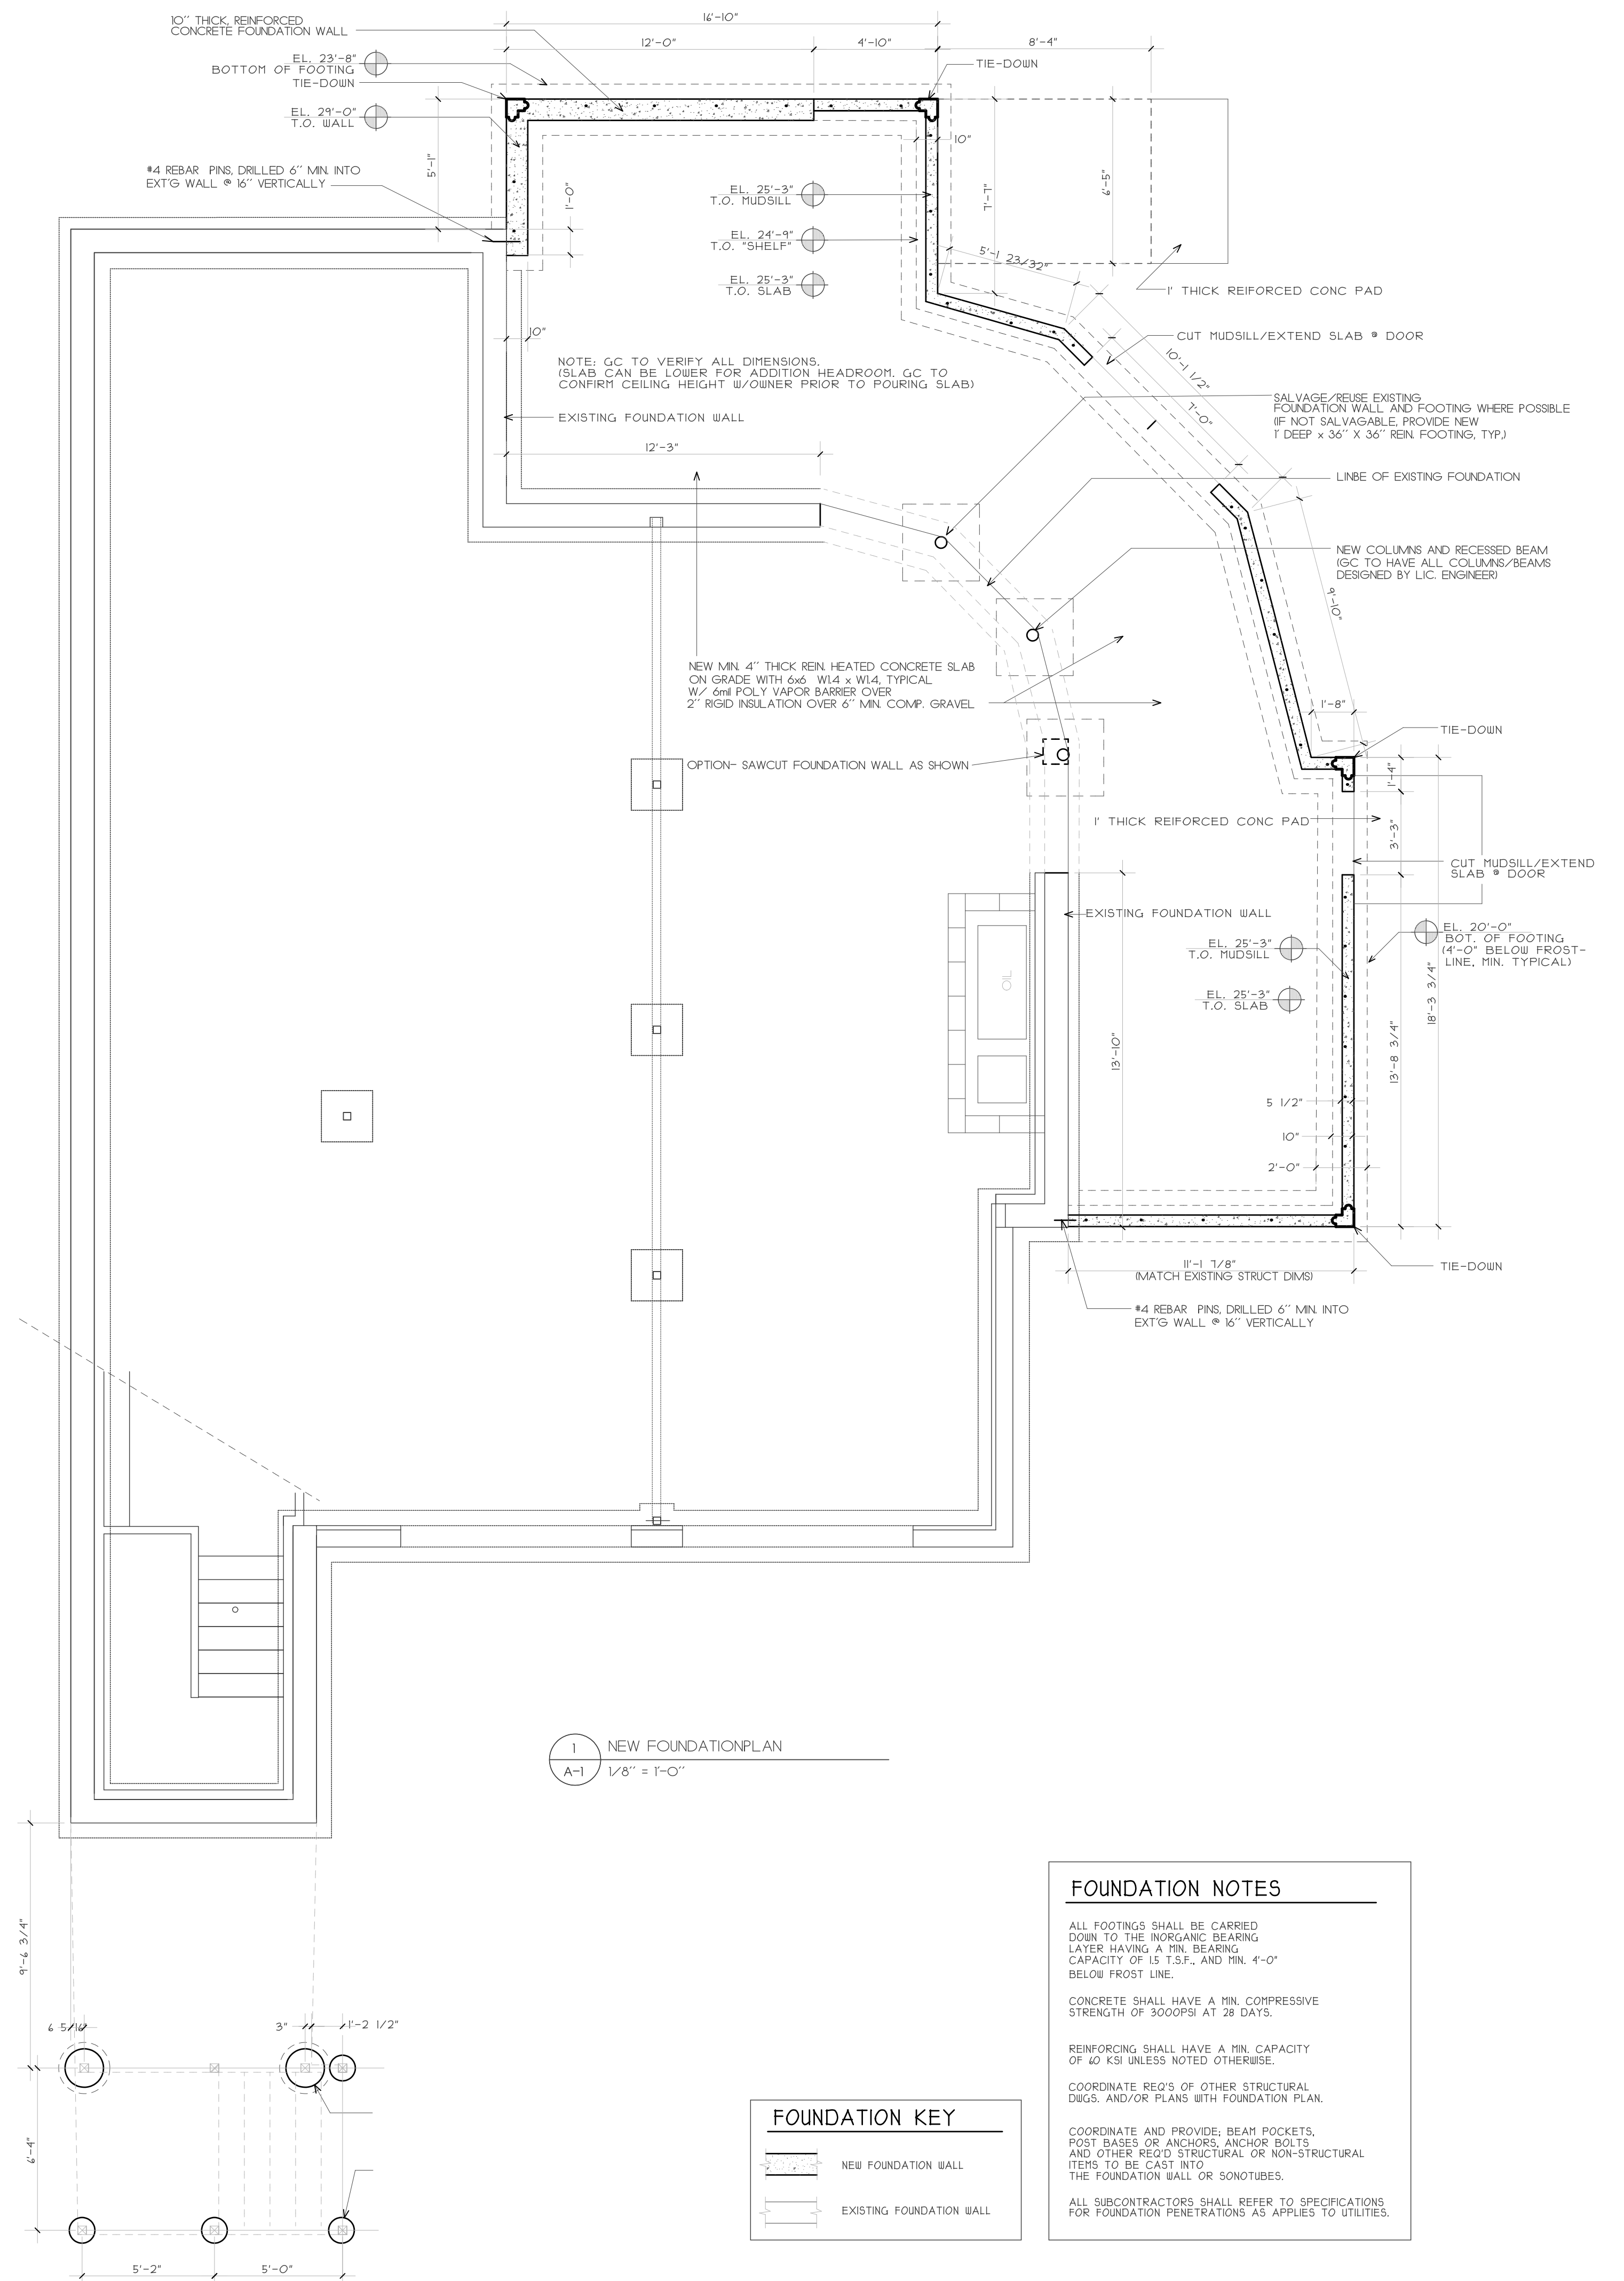 16'-10"
10" THICK, REINFORCED
CONCRETE FOUNDATION WALL
12'-0"
4'-10"
8'-4"
EL. 23'-8"
BOTTOM OF FOOTING
TIE-DOWN
TIE-DOWN
EL. 29'-0"
T.O. WALL
5'-1"
#4 REBAR PINS, DRILLED 6" MIN. INTO
EXT'G WALL @ 16" VERTICALLY
1'-0"
10"
EL. 25'-3"
T.O. MUDSILL
EL. 24'-9"
T.O. "SHELF"
EL. 25'-3"
T.O. SLAB
7'-7"
6'-5"
5'-1 23/32"
1' THICK REIFORCED CONC PAD
10"
CUT MUDSILL/EXTEND SLAB @ DOOR
10'-1 1/2"
7'-0"
NOTE: GC TO VERIFY ALL DIMENSIONS.
(SLAB CAN BE LOWER FOR ADDITION HEADROOM. GC TO
CONFIRM CEILING HEIGHT W/OWNER PRIOR TO POURING SLAB)
EXISTING FOUNDATION WALL
SALVAGE/REUSE EXISTING
FOUNDATION WALL AND FOOTING WHERE POSSIBLE
(IF NOT SALVAGABLE, PROVIDE NEW
1' DEEP x 36" X 36" REIN. FOOTING, TYP.)
12'-3"
LINBE OF EXISTING FOUNDATION
NEW COLUMNS AND RECESSED BEAM
(GC TO HAVE ALL COLUMNS/BEAMS
DESIGNED BY LIC. ENGINEER)
9'-10"
NEW MIN. 4" THICK REIN. HEATED CONCRETE SLAB
ON GRADE WITH 6x6 W1.4 x W1.4, TYPICAL
W/ 6mil POLY VAPOR BARRIER OVER
2" RIGID INSULATION OVER 6" MIN. COMP. GRAVEL
1'-8"
TIE-DOWN
OPTION- SAWCUT FOUNDATION WALL AS SHOWN
1'-4"
1' THICK REIFORCED CONC PAD
3'-3"
CUT MUDSILL/EXTEND
SLAB @ DOOR
EXISTING FOUNDATION WALL
EL. 20'-0"
BOT. OF FOOTING
(4'-0" BELOW FROST-
LINE, MIN. TYPICAL)
EL. 25'-3"
T.O. MUDSILL
OIL
EL. 25'-3"
T.O. SLAB
18'-3 3/4"
13'-10"
13'-8 3/4"
5 1/2"
10"
2'-0"
11'-1 7/8"
(MATCH EXISTING STRUCT DIMS)
TIE-DOWN
#4 REBAR PINS, DRILLED 6" MIN. INTO
EXT'G WALL @ 16" VERTICALLY
1
NEW FOUNDATIONPLAN
A-1
1/8" = 1'-0"
FOUNDATION NOTES
ALL FOOTINGS SHALL BE CARRIED
DOWN TO THE INORGANIC BEARING
LAYER HAVING A MIN. BEARING
CAPACITY OF 1.5 T.S.F., AND MIN. 4'-0"
BELOW FROST LINE.
CONCRETE SHALL HAVE A MIN. COMPRESSIVE
STRENGTH OF 3000PSI AT 28 DAYS.
REINFORCING SHALL HAVE A MIN. CAPACITY
OF 60 KSI UNLESS NOTED OTHERWISE.
COORDINATE REQ'S OF OTHER STRUCTURAL
DWGS. AND/OR PLANS WITH FOUNDATION PLAN.
COORDINATE AND PROVIDE; BEAM POCKETS,
POST BASES OR ANCHORS, ANCHOR BOLTS
AND OTHER REQ'D STRUCTURAL OR NON-STRUCTURAL
ITEMS TO BE CAST INTO
THE FOUNDATION WALL OR SONOTUBES.
ALL SUBCONTRACTORS SHALL REFER TO SPECIFICATIONS
FOR FOUNDATION PENETRATIONS AS APPLIES TO UTILITIES.
9'-6 3/4"
6 5/16"
3"
1'-2 1/2"
6'-4"
5'-2"
5'-0"
FOUNDATION KEY
NEW FOUNDATION WALL
EXISTING FOUNDATION WALL